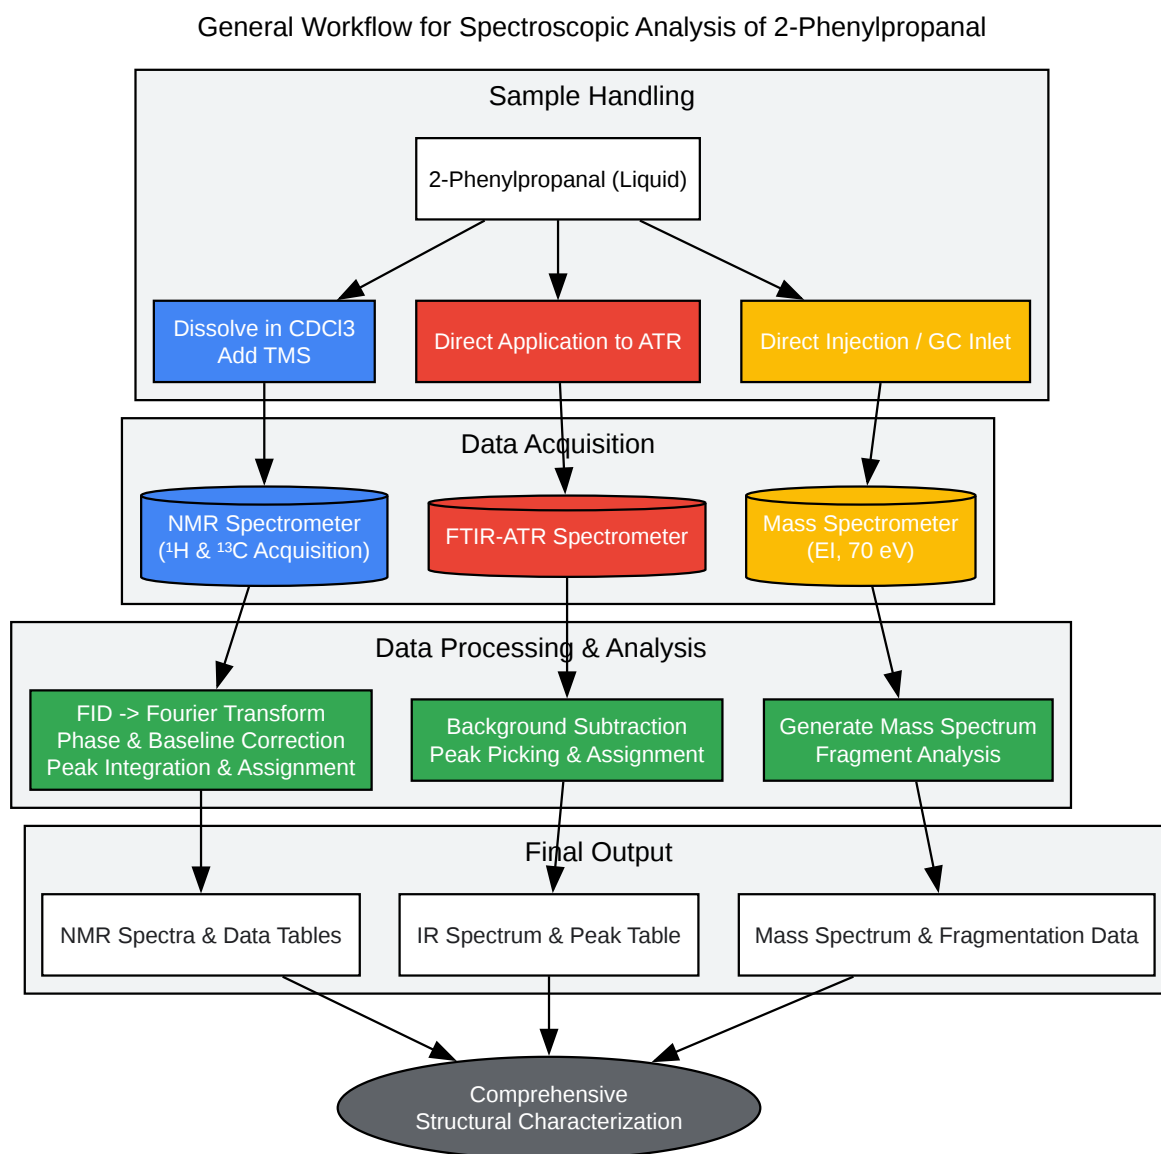 General Workflow for Spectroscopic Analysis of 2-Phenylpropanal
Sample Handling
2-Phenylpropanal (Liquid)
Dissolve in CDCl3
Add TMS
Direct Application to ATR
Direct Injection / GC Inlet
Data Acquisition
NMR Spectrometer
(¹H & ¹³C Acquisition)
FTIR-ATR Spectrometer
Mass Spectrometer
(EI, 70 eV)
Data Processing & Analysis
FID -> Fourier Transform
Phase & Baseline Correction
Peak Integration & Assignment
Background Subtraction
Peak Picking & Assignment
Generate Mass Spectrum
Fragment Analysis
Final Output
NMR Spectra & Data Tables
IR Spectrum & Peak Table
Mass Spectrum & Fragmentation Data
Comprehensive
Structural Characterization